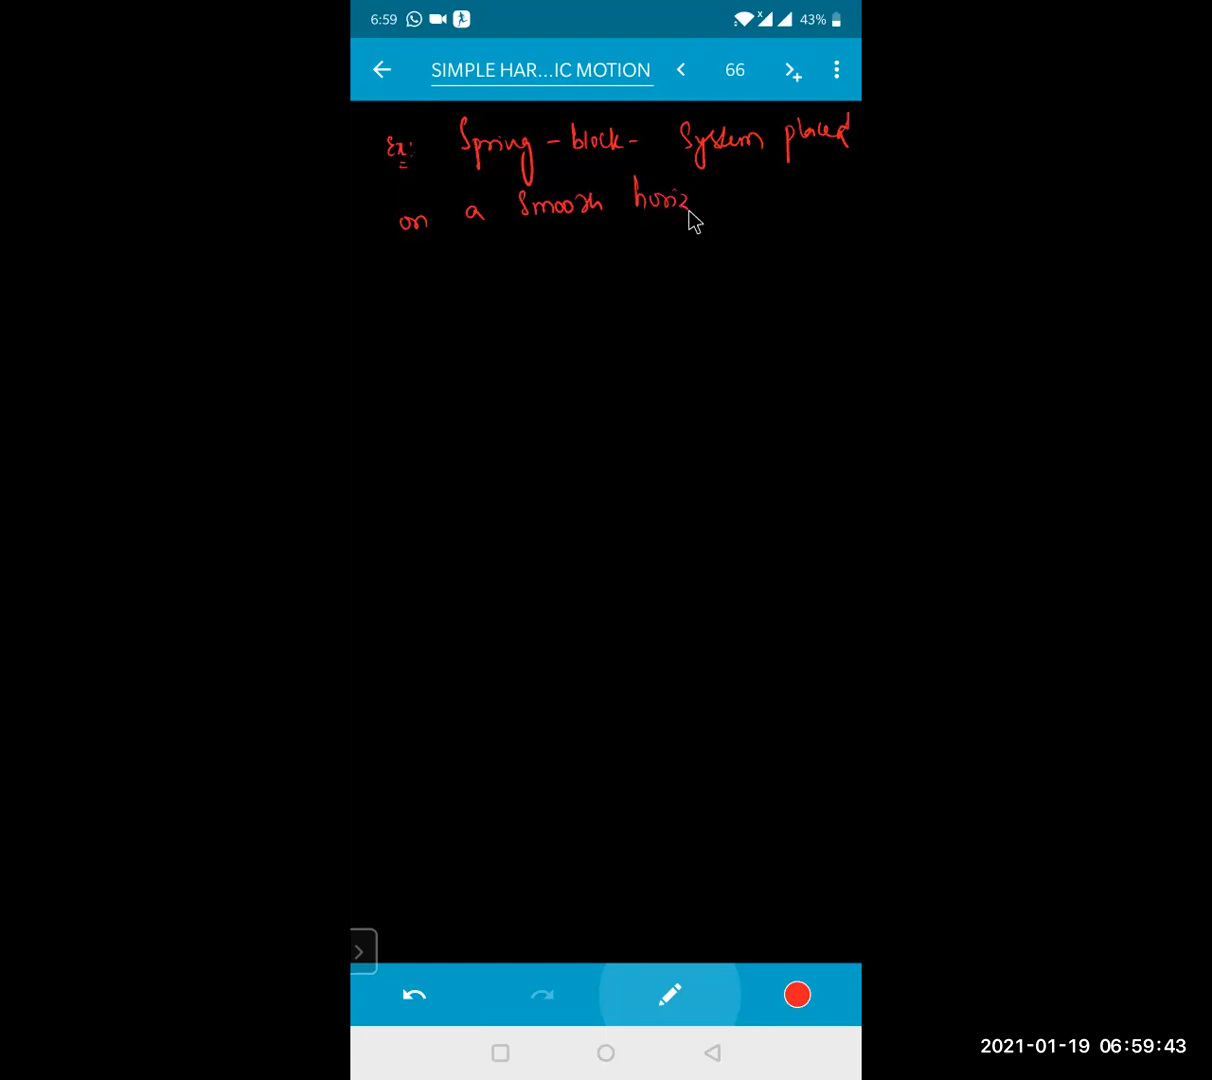 6:59 43%
SIMPLE HAR...IC MOTION 66
Ex: Spring - block - System placed
on a smooth horiz
2021-01-19 06:59:43